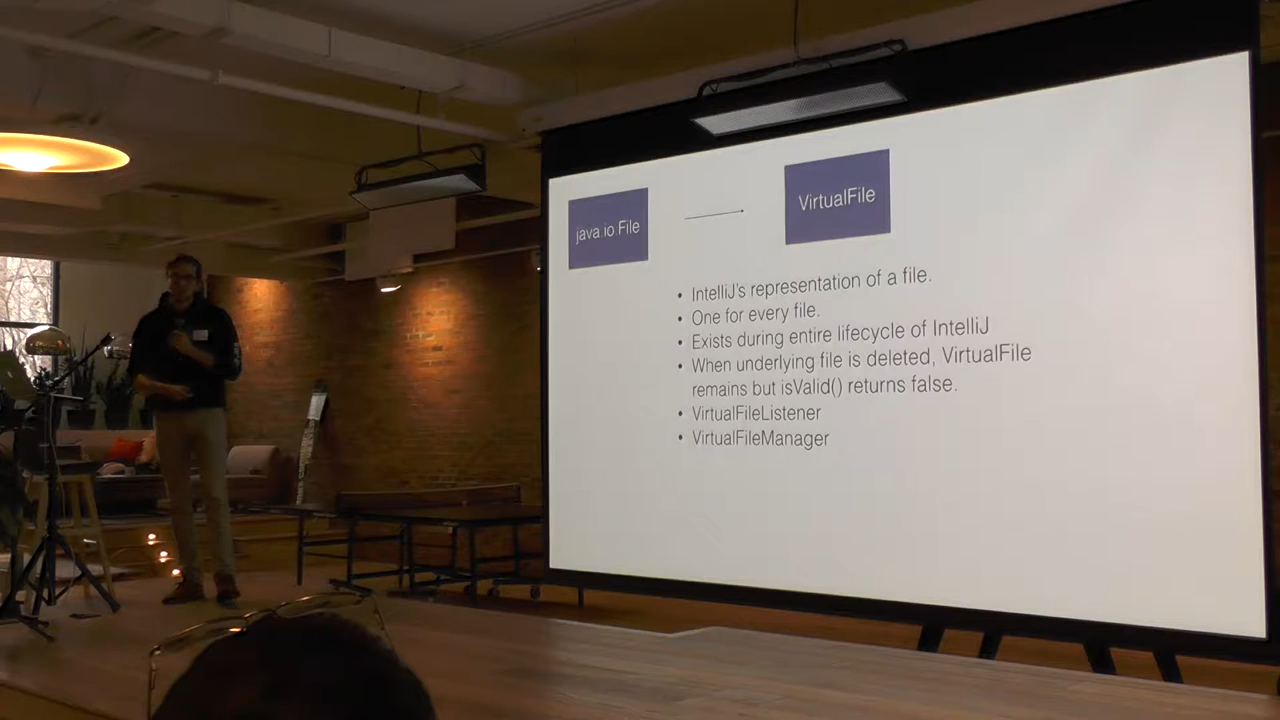 java.io.File
VirtualFile
• IntelliJ's representation of a file.
• One for every file.
• Exists during entire lifecycle of IntelliJ
• When underlying file is deleted, VirtualFile
remains but isValid() returns false.
• VirtualFileListener
• VirtualFileManager